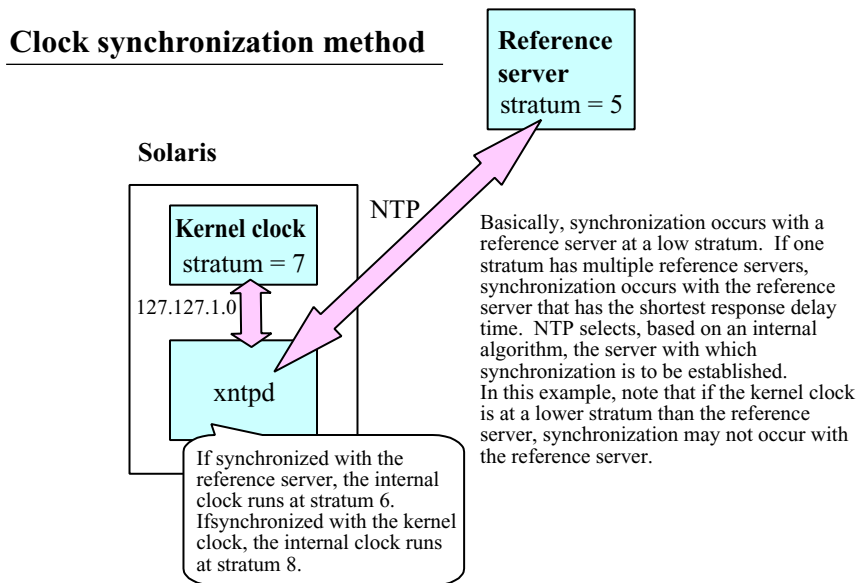 Clock synchronization method
Reference
server
stratum = 5
Solaris
NTP
Kernel clock
stratum = 7
127.127.1.0
xntpd
If synchronized with the
reference server, the internal
clock runs at stratum 6.
Ifsynchronized with the kernel
clock, the internal clock runs
at stratum 8.
Basically, synchronization occurs with a
reference server at a low stratum.  If one
stratum has multiple reference servers,
synchronization occurs with the reference
server that has the shortest response delay
time.  NTP selects, based on an internal
algorithm, the server with which
synchronization is to be established.
In this example, note that if the kernel clock
is at a lower stratum than the reference
server, synchronization may not occur with
the reference server.